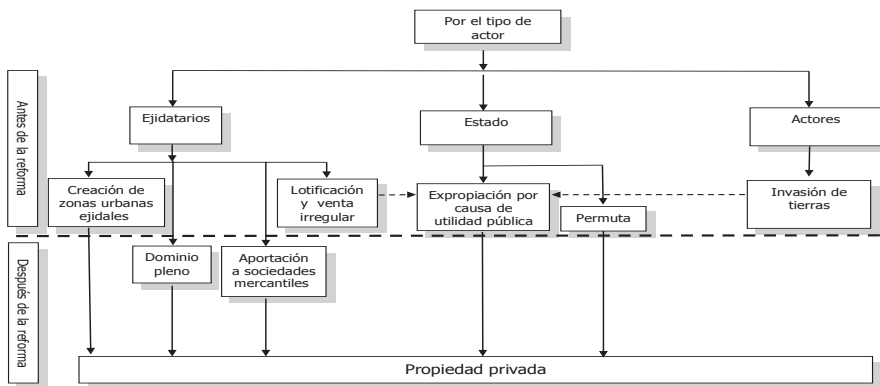 Por el tipo de
actor
Antes de la reforma
Ejidatarios
Estado
Actores
Creación de
zonas urbanas
ejidales
Lotificación
y venta
irregular
Expropiación por
causa de
utilidad pública
Permuta
Invasión de
tierras
Después de la reforma
Dominio
pleno
Aportación
a sociedades
mercantiles
Propiedad privada